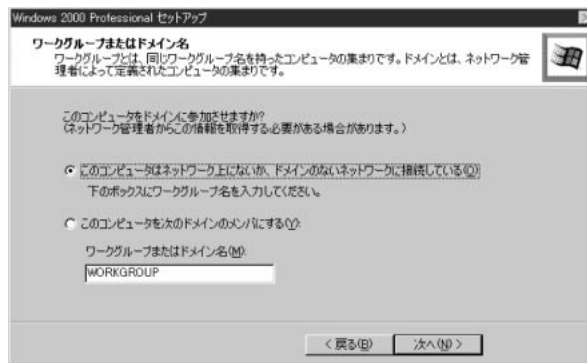 Windows 2000 Professional セットアップ
ワークグループまたはドメイン名
ワークグループとは、同じワークグループ名を持ったコンピュータの集まりです。ドメインとは、ネットワーク管
理者によって定義されたコンピュータの集まりです。
このコンピュータをドメインに参加させますか?
(ネットワーク管理者からこの情報を取得する必要がある場合があります。)
このコンピュータはネットワーク上にないか、ドメインのないネットワークに接続している(O)
下のボックスにワークグループ名を入力してください。
このコンピュータを次のドメインのメンバにする(Y):
ワークグループまたはドメイン名(M):
WORKGROUP
< 戻る(B)
次へ(N) >